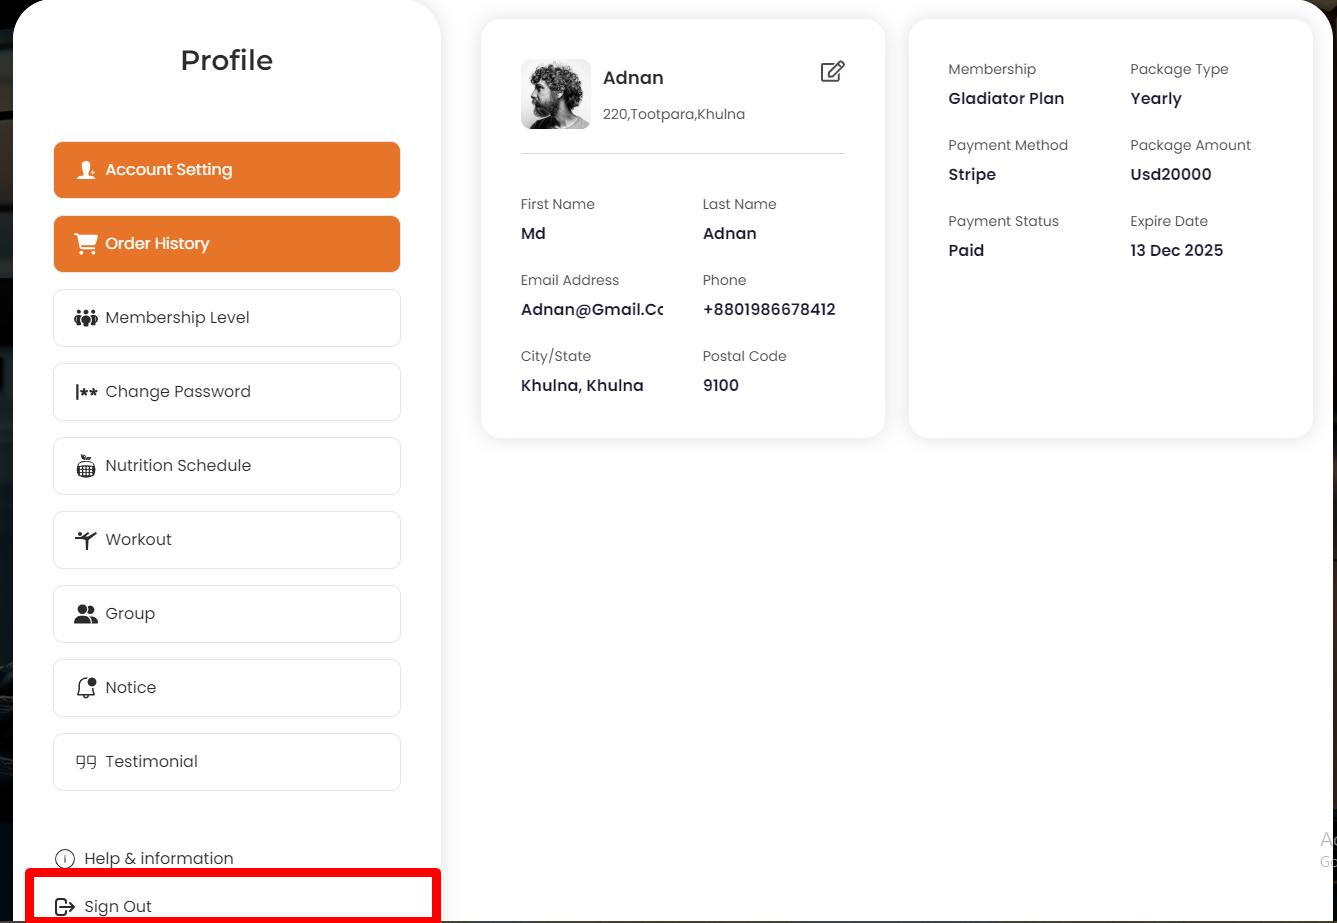 Profile
Account Setting
Order History
Membership Level
Change Password
Nutrition Schedule
Workout
Group
Notice
Testimonial
Help & information
Sign Out
Adnan
220,Tootpara,Khulna
First Name
Last Name
Md
Adnan
Email Address
Phone
Adnan@Gmail.Co
+8801986678412
City/State
Postal Code
Khulna, Khulna
9100
Membership
Package Type
Gladiator Plan
Yearly
Payment Method
Package Amount
Stripe
Usd20000
Payment Status
Expire Date
Paid
13 Dec 2025